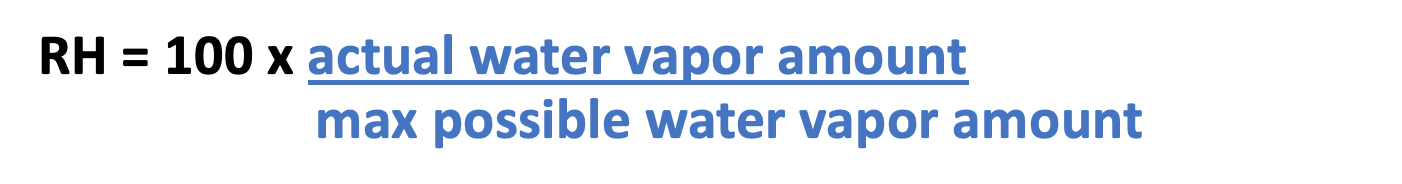 RH = 100 x actual water vapor amount
max possible water vapor amount